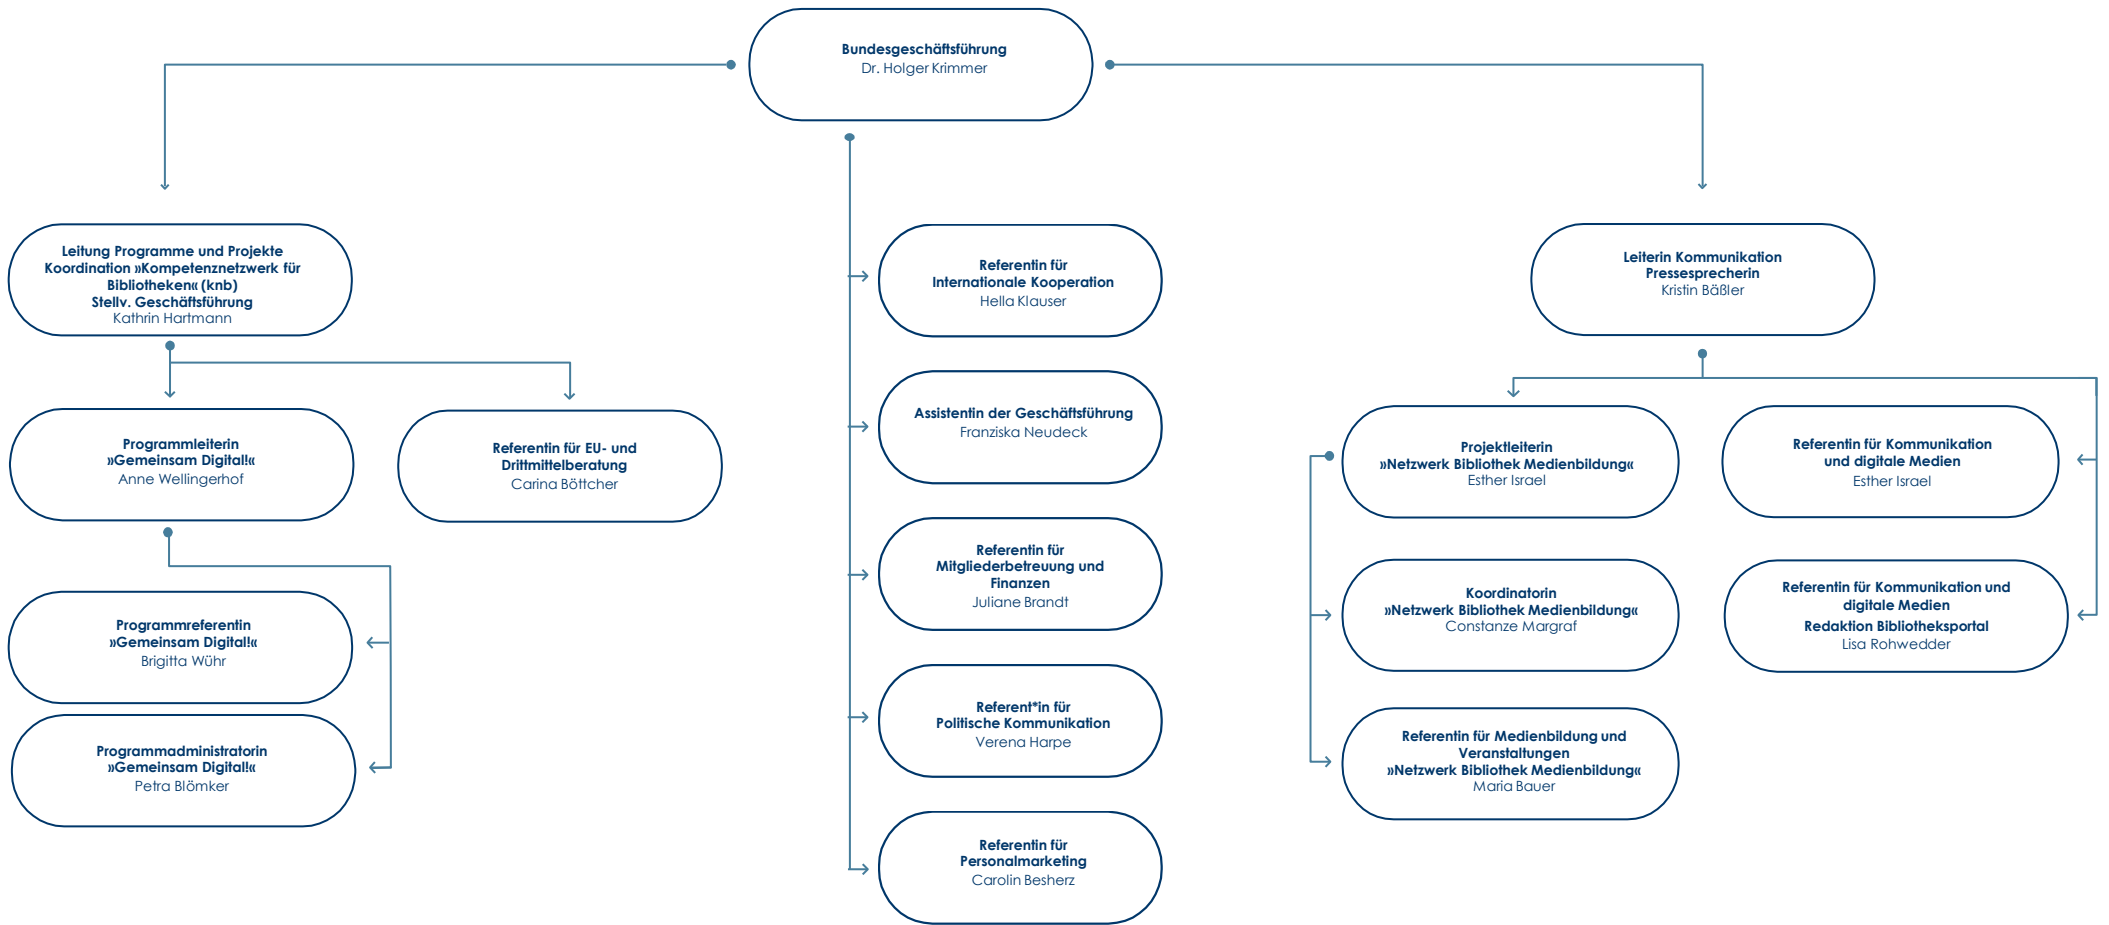 Bundesgeschäftsführung
Dr. Holger Krimmer
Leitung Programme und Projekte
Koordination »Kompetenznetzwerk für
Bibliotheken« (knb)
Stellv. Geschäftsführung
Kathrin Hartmann
Programmleiterin
»Gemeinsam Digital!«
Anne Wellingerhof
Referentin für EU- und
Drittmittelberatung
Carina Böttcher
Programmreferentin
»Gemeinsam Digital!«
Brigitta Wühr
Programmadministratorin
»Gemeinsam Digital!«
Petra Blömker
Referentin für
Internationale Kooperation
Hella Klauser
Assistentin der Geschäftsführung
Franziska Neudeck
Referentin für
Mitgliederbetreuung und
Finanzen
Juliane Brandt
Referent*in für
Politische Kommunikation
Verena Harpe
Referentin für
Personalmarketing
Carolin Besherz
Leiterin Kommunikation
Pressesprecherin
Kristin Bäßler
Projektleiterin
»Netzwerk Bibliothek Medienbildung«
Esther Israel
Koordinatorin
»Netzwerk Bibliothek Medienbildung«
Constanze Margraf
Referentin für Medienbildung und
Veranstaltungen
»Netzwerk Bibliothek Medienbildung«
Maria Bauer
Referentin für Kommunikation
und digitale Medien
Esther Israel
Referentin für Kommunikation und
digitale Medien
Redaktion Bibliotheksportal
Lisa Rohwedder